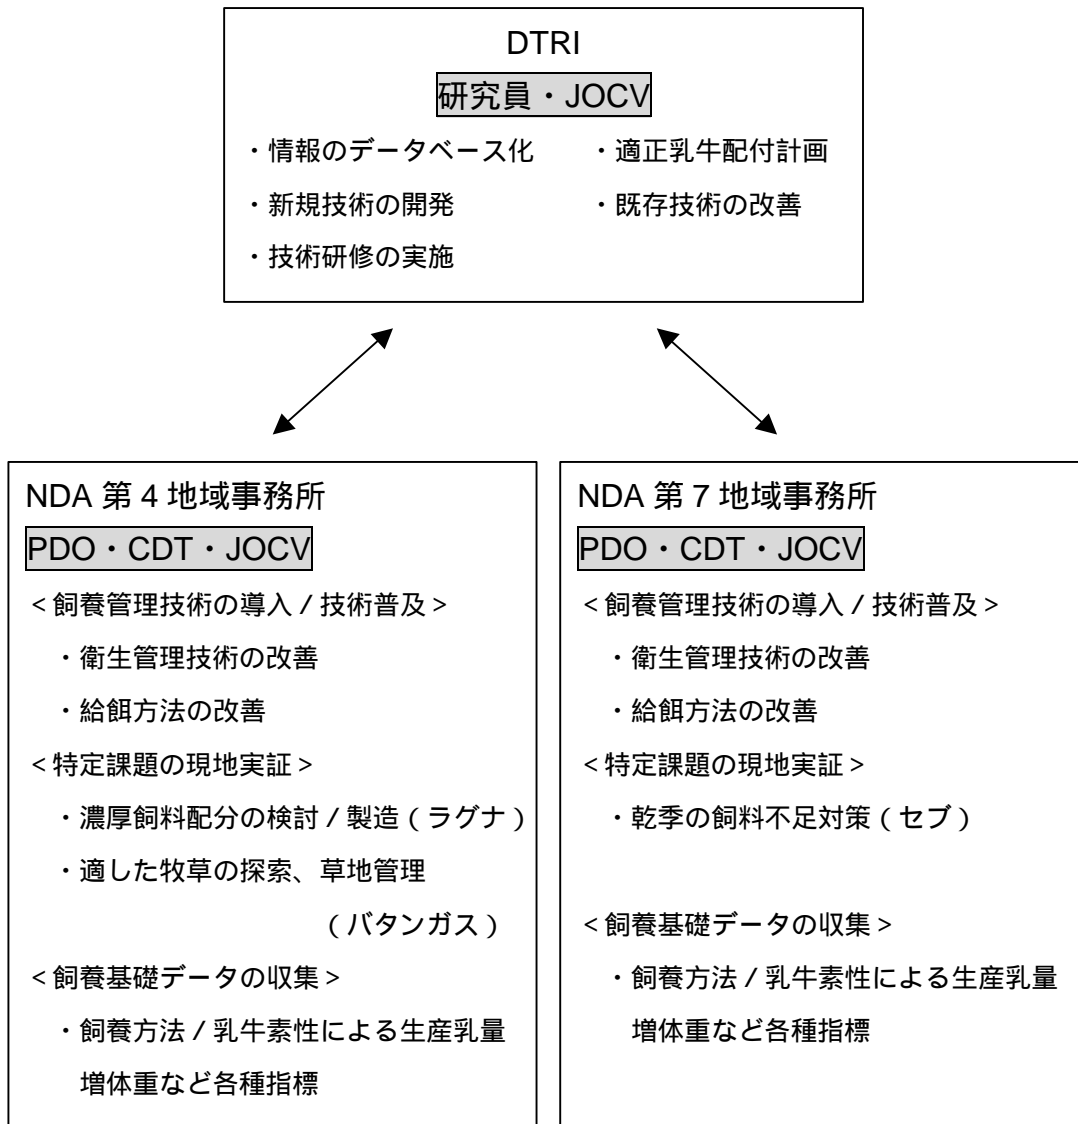 DTRI
研究員・JOCV
・情報のデータベース化 ・適正乳牛配付計画
・新規技術の開発 ・既存技術の改善
・技術研修の実施
NDA 第 4 地域事務所
PDO・CDT・JOCV
<飼養管理技術の導入 / 技術普及>
・衛生管理技術の改善
・給餌方法の改善
<特定課題の現地実証>
・濃厚飼料配分の検討 / 製造(ラグナ)
・適した牧草の探索、草地管理
(バタンガス)
<飼養基礎データの収集>
・飼養方法 / 乳牛素性による生産乳量
増体重など各種指標
NDA 第 7 地域事務所
PDO・CDT・JOCV
<飼養管理技術の導入 / 技術普及>
・衛生管理技術の改善
・給餌方法の改善
<特定課題の現地実証>
・乾季の飼料不足対策(セブ)
<飼養基礎データの収集>
・飼養方法 / 乳牛素性による生産乳量
増体重など各種指標